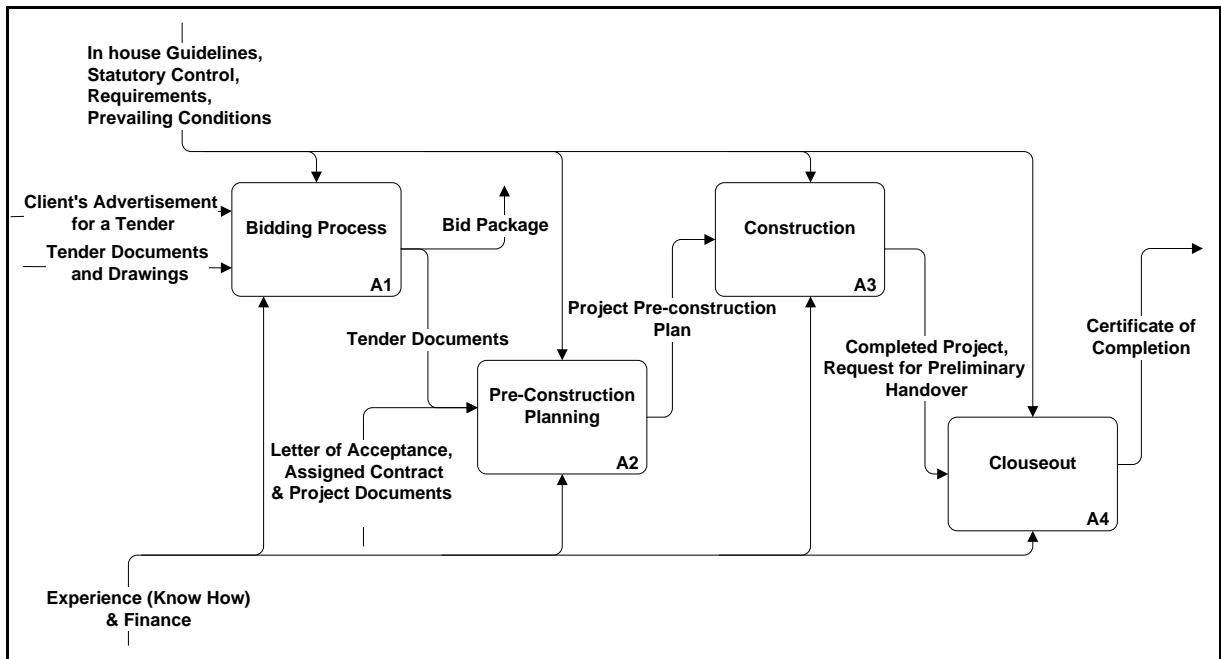 In house Guidelines,
Statutory Control,
Requirements,
Prevailing Conditions
Client's Advertisement
for a Tender
Tender Documents
and Drawings
Bidding Process
A1
Bid Package
Tender Documents
Letter of Acceptance,
Assigned Contract
& Project Documents
Pre-Construction
Planning
A2
Project Pre-construction
Plan
Construction
A3
Completed Project,
Request for Preliminary
Handover
Clouseout
A4
Certificate of
Completion
Experience (Know How)
& Finance